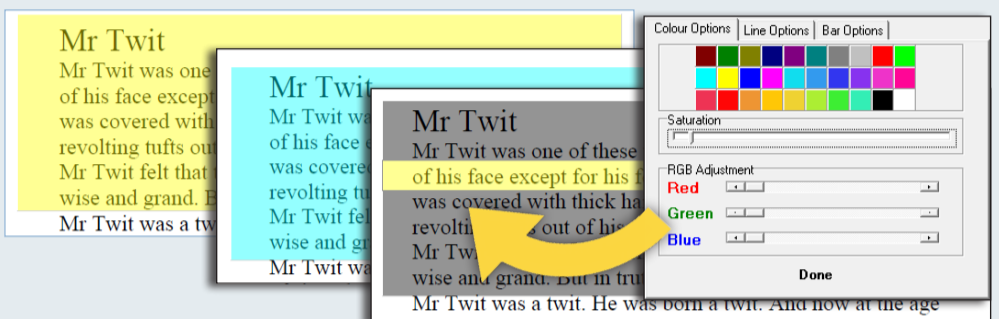 Mr Twit
Mr Twit was one
of his face except
was covered with
revolting tufts ou
Mr Twit felt that
wise and grand. B
Mr Twit was a tw
Mr Twit
Mr Twit wa
of his face e
was covere
revolting tu
Mr Twit fel
wise and gr
Mr Twit wa
Mr Twit
Mr Twit was one of these
of his face except for his f
was covered with thick ha
revolti out of his
Mr Twi
wise and grand. But in trut
Mr Twit was a twit. He was born a twit. And now at the age
Colour Options
Line Options
Bar Options
Saturation
RGB Adjustment
Red
Green
Blue
Done